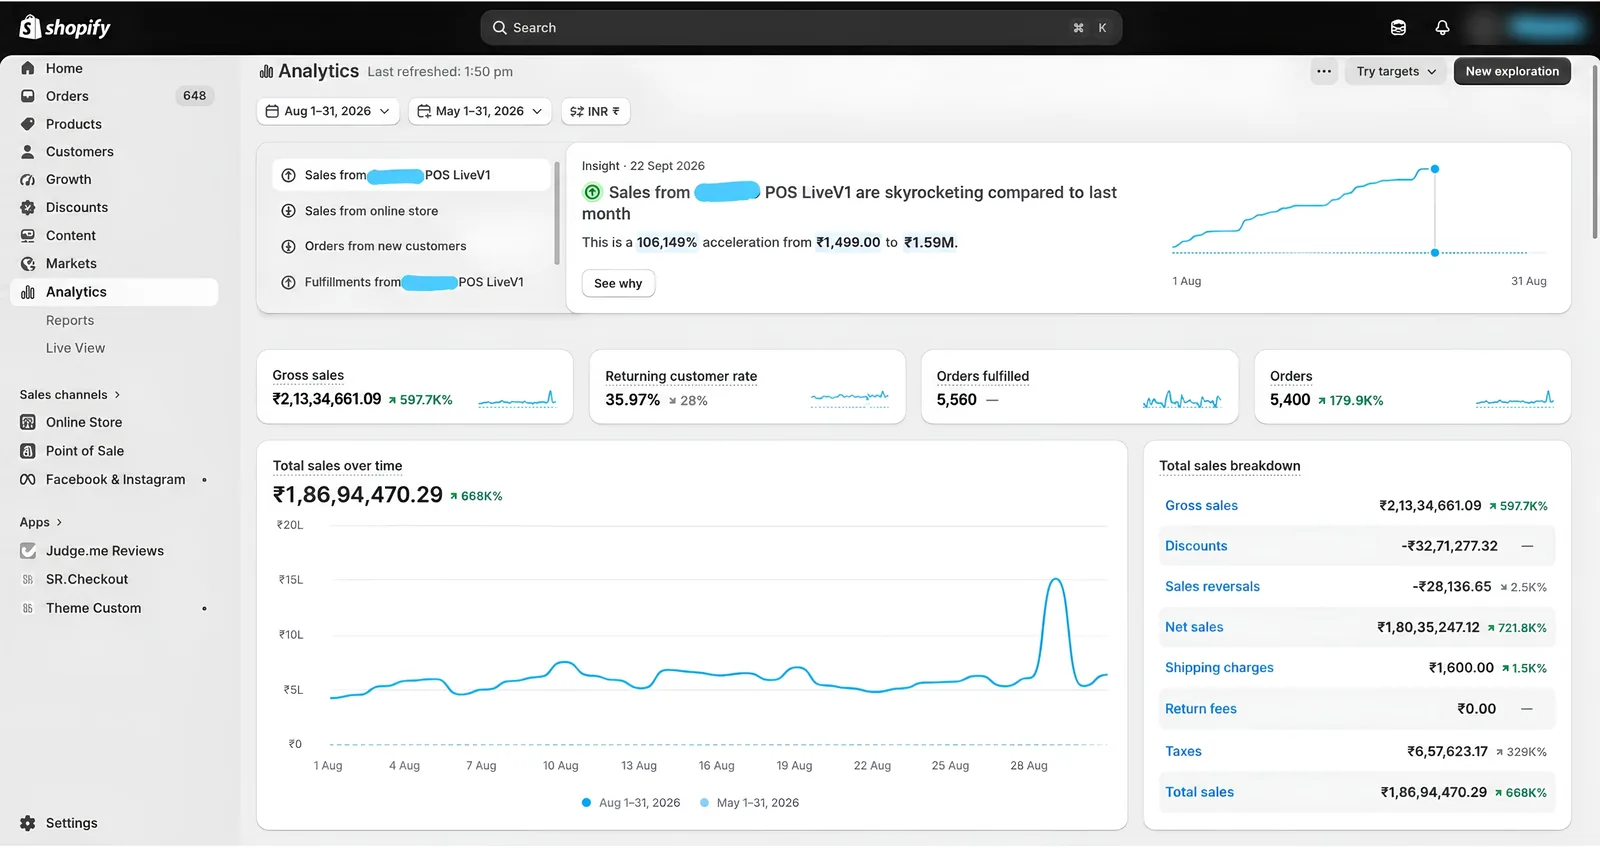 shopify
Search
⌘ K
Home
Orders 648
Products
Customers
Growth
Discounts
Content
Markets
Analytics
Reports
Live View
Sales channels
Online Store
Point of Sale
Facebook & Instagram
Apps
Judge.me Reviews
SR.Checkout
Theme Custom
Settings
Analytics Last refreshed: 1:50 pm
Try targets
New exploration
Aug 1–31, 2026
May 1–31, 2026
INR ₹
Sales from POS LiveV1
Sales from online store
Orders from new customers
Fulfillments from POS LiveV1
Insight · 22 Sept 2026
Sales from POS LiveV1 are skyrocketing compared to last
month
This is a 106,149% acceleration from ₹1,499.00 to ₹1.59M.
See why
1 Aug
31 Aug
Gross sales
₹2,13,34,661.09 597.7K%
Returning customer rate
35.97% 28%
Orders fulfilled
5,560 —
Orders
5,400 179.9K%
Total sales over time
₹1,86,94,470.29 668K%
₹20L
₹15L
₹10L
₹5L
₹0
1 Aug 4 Aug 7 Aug 10 Aug 13 Aug 16 Aug 19 Aug 22 Aug 25 Aug 28 Aug
Aug 1–31, 2026 May 1–31, 2026
Total sales breakdown
Gross sales ₹2,13,34,661.09 597.7K%
Discounts -₹32,71,277.32 —
Sales reversals -₹28,136.65 2.5K%
Net sales ₹1,80,35,247.12 721.8K%
Shipping charges ₹1,600.00 1.5K%
Return fees ₹0.00 —
Taxes ₹6,57,623.17 329K%
Total sales ₹1,86,94,470.29 668K%